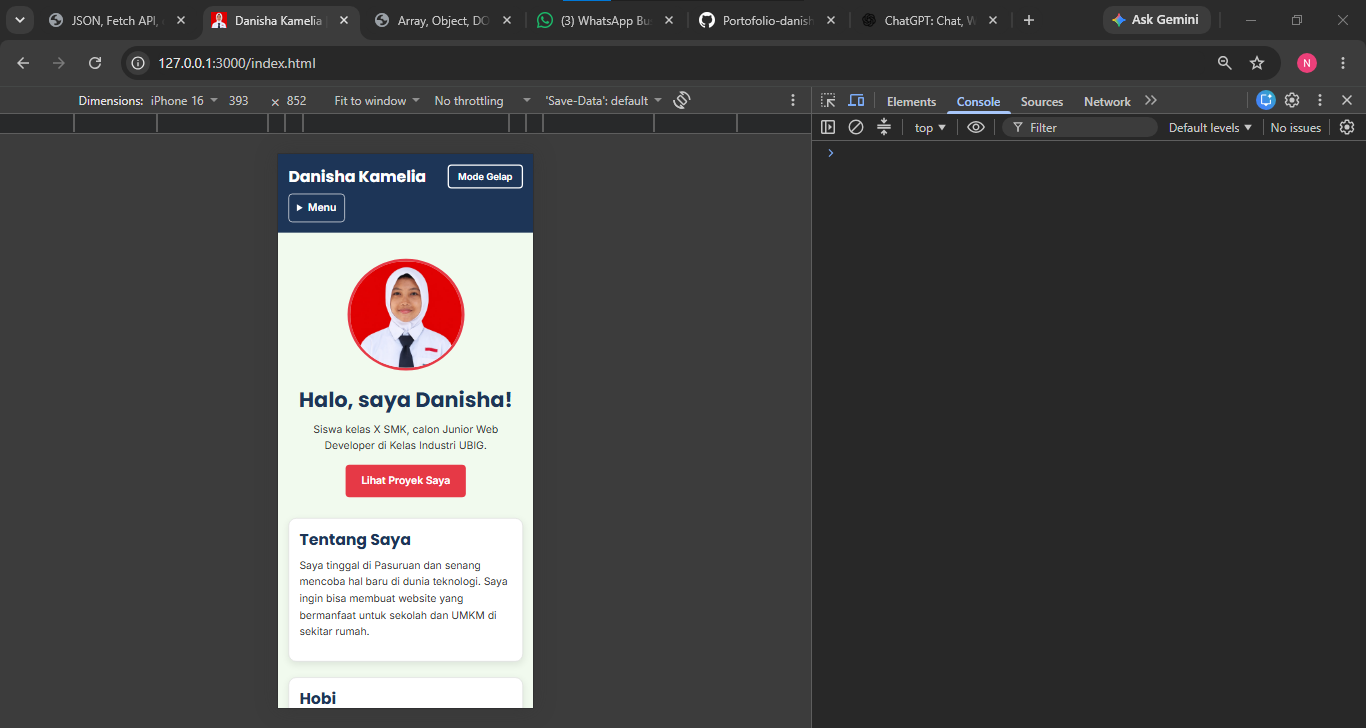 JSON, Fetch API,
Danisha Kamelia |
Array, Object, DO
(3) WhatsApp Bus
Portofolio-danish
ChatGPT: Chat, W
Ask Gemini
127.0.0.1:3000/index.html
N
Dimensions: iPhone 16 393 × 852 Fit to window No throttling 'Save-Data': default
Elements Console Sources Network
top Filter Default levels No issues
Danisha Kamelia
Mode Gelap
Menu
Halo, saya Danisha!
Siswa kelas X SMK, calon Junior Web
Developer di Kelas Industri UBIG.
Lihat Proyek Saya
Tentang Saya
Saya tinggal di Pasuruan dan senang
mencoba hal baru di dunia teknologi. Saya
ingin bisa membuat website yang
bermanfaat untuk sekolah dan UMKM di
sekitar rumah.
Hobi